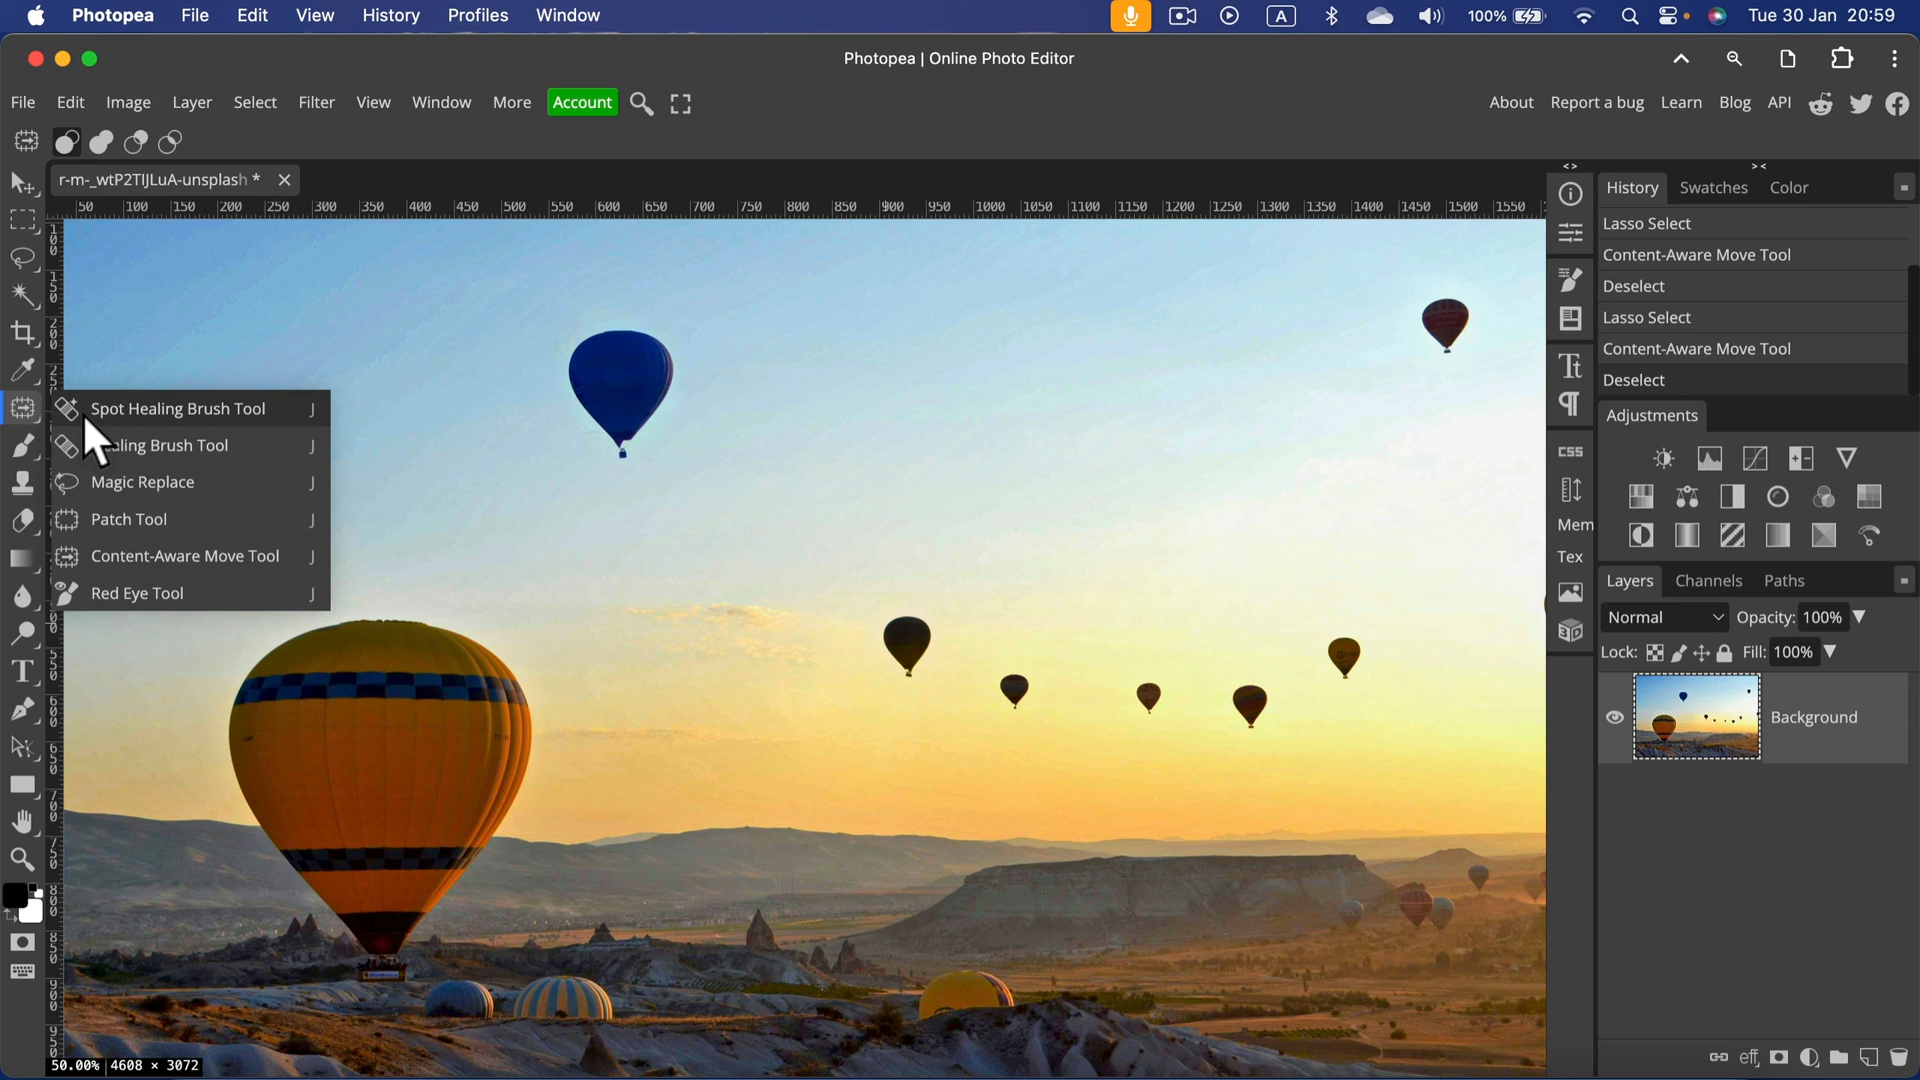 Photopea File Edit View History Profiles Window A 100% Tue 30 Jan 20:59
Photopea | Online Photo Editor
File Edit Image Layer Select Filter View Window More Account About Report a bug Learn Blog API
r-m-_wtP2TIJLuA-unsplash *
50 100 150 200 250 300 350 400 450 500 550 600 650 700 750 800 850 900 950 1000 1050 1100 1150 1200 1250 1300 1350 1400 1450 1500 1550
History Swatches Color
Lasso Select
Content-Aware Move Tool
Deselect
Lasso Select
Content-Aware Move Tool
Deselect
Adjustments
Spot Healing Brush Tool J
aling Brush Tool J
Magic Replace J
Patch Tool J
Content-Aware Move Tool J
Red Eye Tool J
CSS
Mem
Tex
3D
Layers Channels Paths
Normal Opacity: 100%
Lock: Fill: 100%
Background
50.00% 4608 × 3072
eff